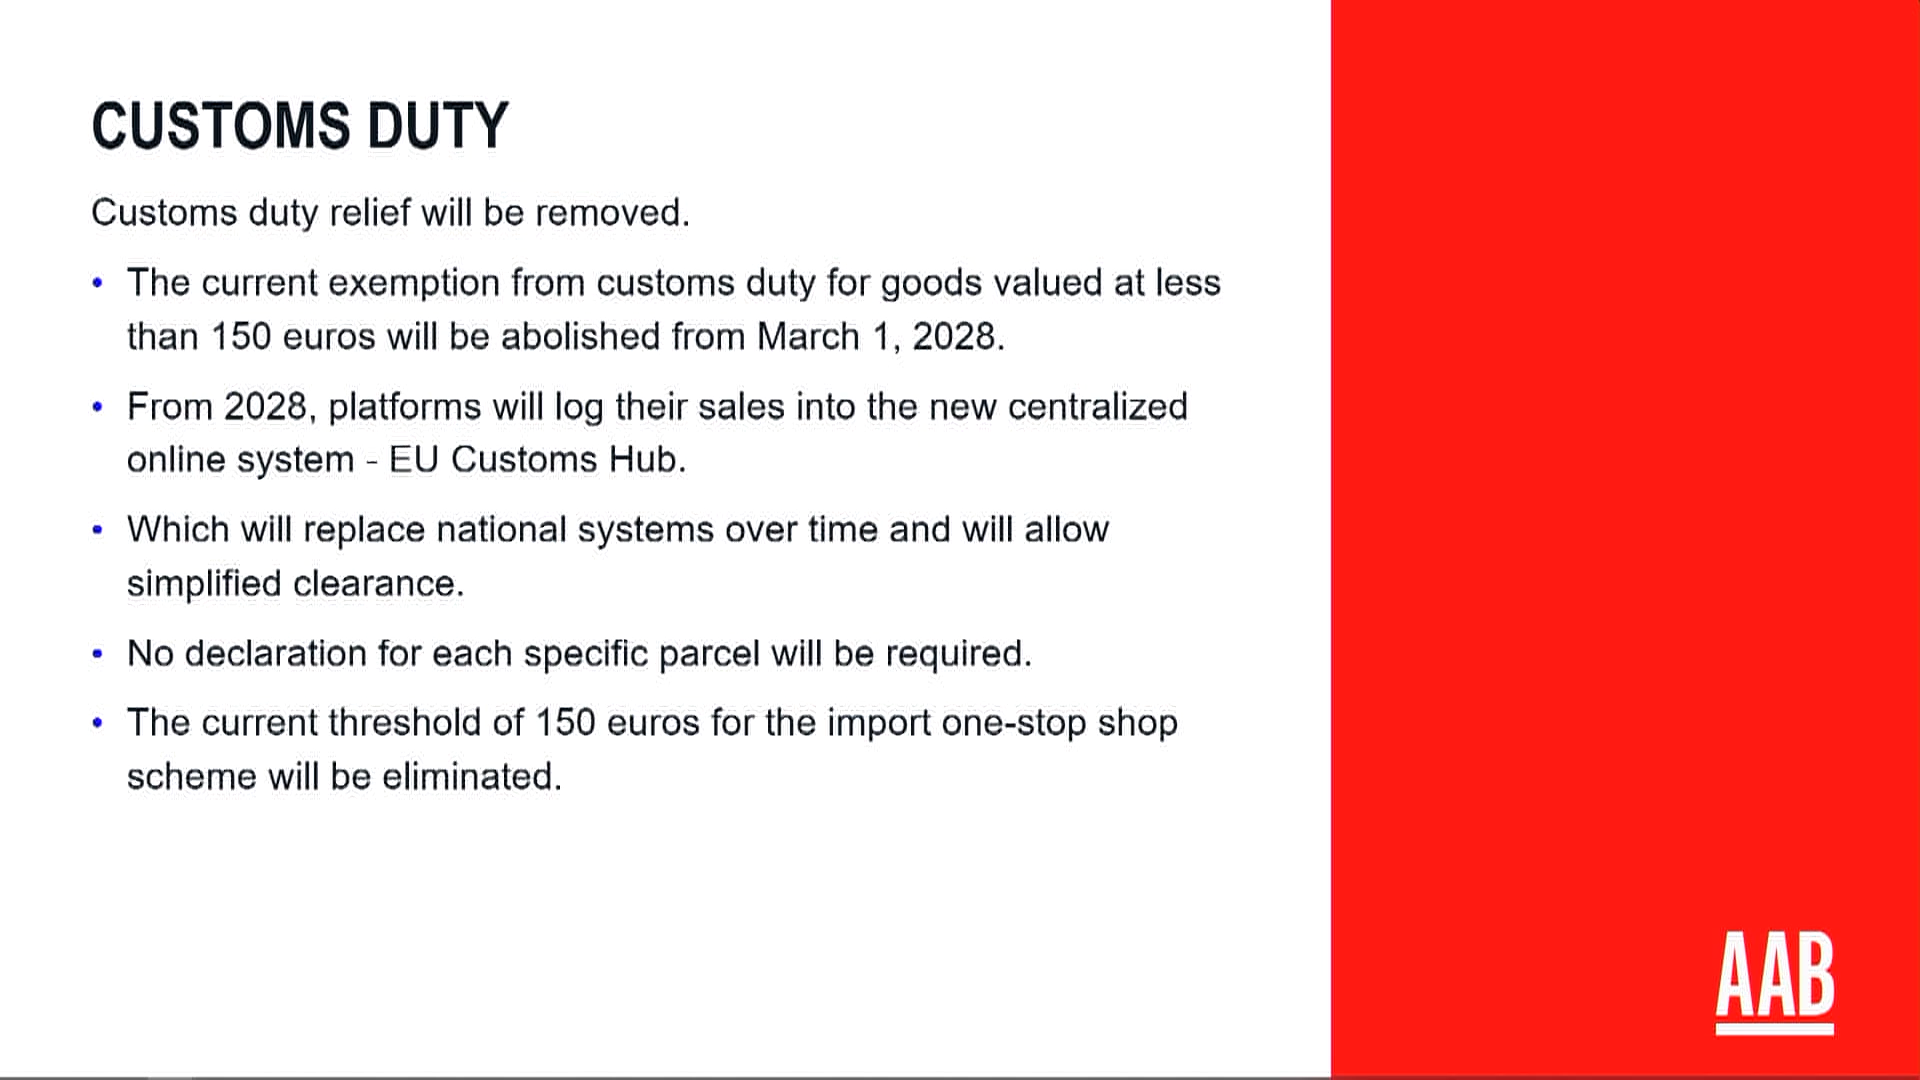 CUSTOMS DUTY
Customs duty relief will be removed.
• The current exemption from customs duty for goods valued at less
than 150 euros will be abolished from March 1, 2028.
• From 2028, platforms will log their sales into the new centralized
online system - EU Customs Hub.
• Which will replace national systems over time and will allow
simplified clearance.
• No declaration for each specific parcel will be required.
• The current threshold of 150 euros for the import one-stop shop
scheme will be eliminated.
AAB